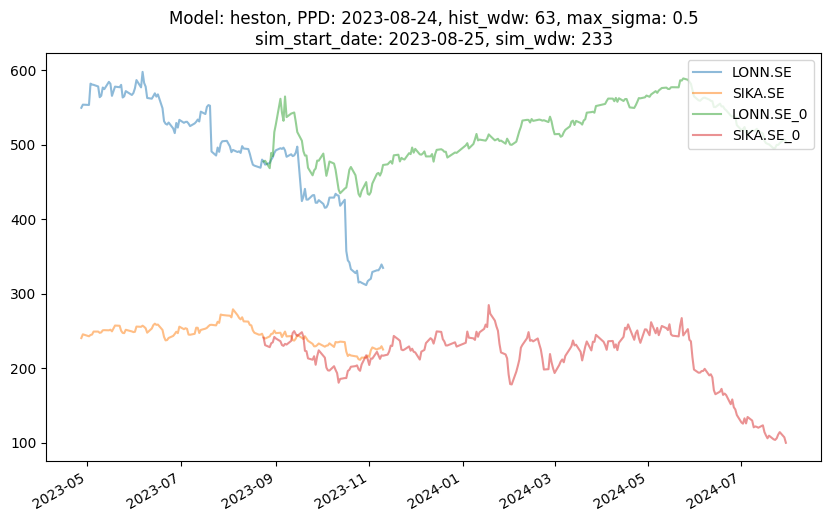 Model: heston, PPD: 2023-08-24, hist_wdw: 63, max_sigma: 0.5
sim_start_date: 2023-08-25, sim_wdw: 233
LONN.SE
SIKA.SE
LONN.SE_0
SIKA.SE_0
600
500
400
300
200
100
2023-05
2023-07
2023-09
2023-11
2024-01
2024-03
2024-05
2024-07